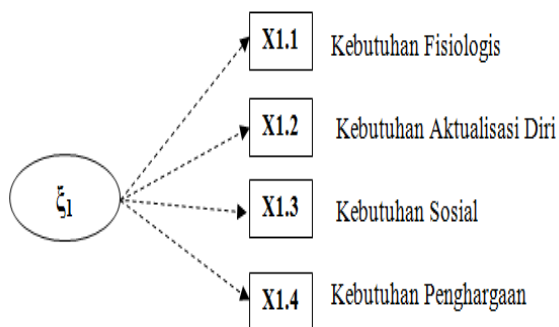 X1.1 Kebutuhan Fisiologis
X1.2 Kebutuhan Aktualisasi Diri
ξ1
X1.3 Kebutuhan Sosial
X1.4 Kebutuhan Penghargaan